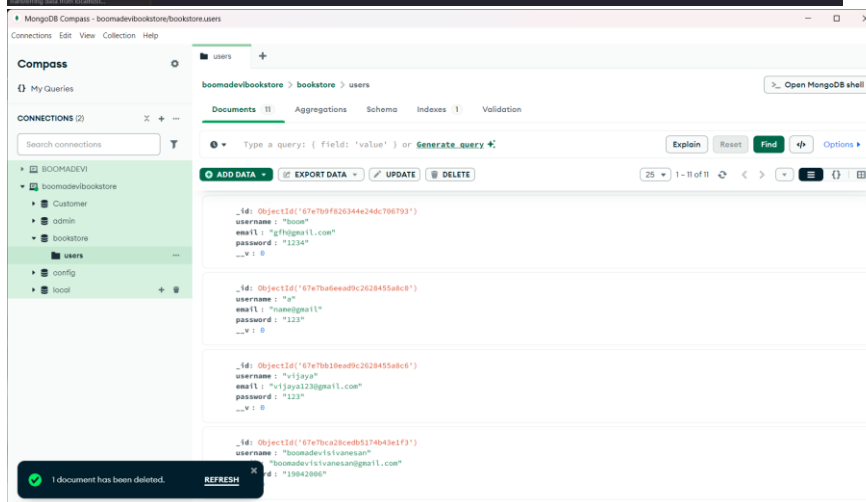 Transferring data from localhost...
MongoDB Compass - boomadevibookstore/bookstore.users
Connections Edit View Collection Help
Compass
{} My Queries
CONNECTIONS (2)
Search connections
BOOMADEVI
boomadevibookstore
Customer
admin
bookstore
users
config
local
users
boomadevibookstore > bookstore > users
>_ Open MongoDB shell
Documents 11 Aggregations Schema Indexes 1 Validation
Type a query: { field: 'value' } or Generate query
Explain Reset Find </> Options
ADD DATA EXPORT DATA UPDATE DELETE
25 1 – 11 of 11
_id: ObjectId('67e7b9f826344e24dc706793')
username : "boom"
email : "gfh@gmail.com"
password : "1234"
__v : 0
_id: ObjectId('67e7ba6eead9c2628455a8c0')
username : "a"
email : "name@gmail"
password : "123"
__v : 0
_id: ObjectId('67e7bb10ead9c2628455a8c6')
username : "vijaya"
email : "vijaya123@gmail.com"
password : "123"
__v : 0
_id: ObjectId('67e7bca28cedb5174b43e1f3')
username : "boomadevisivanesan"
"boomadevisivanesan@gmail.com"
rd : "19042006"
1 document has been deleted.
REFRESH